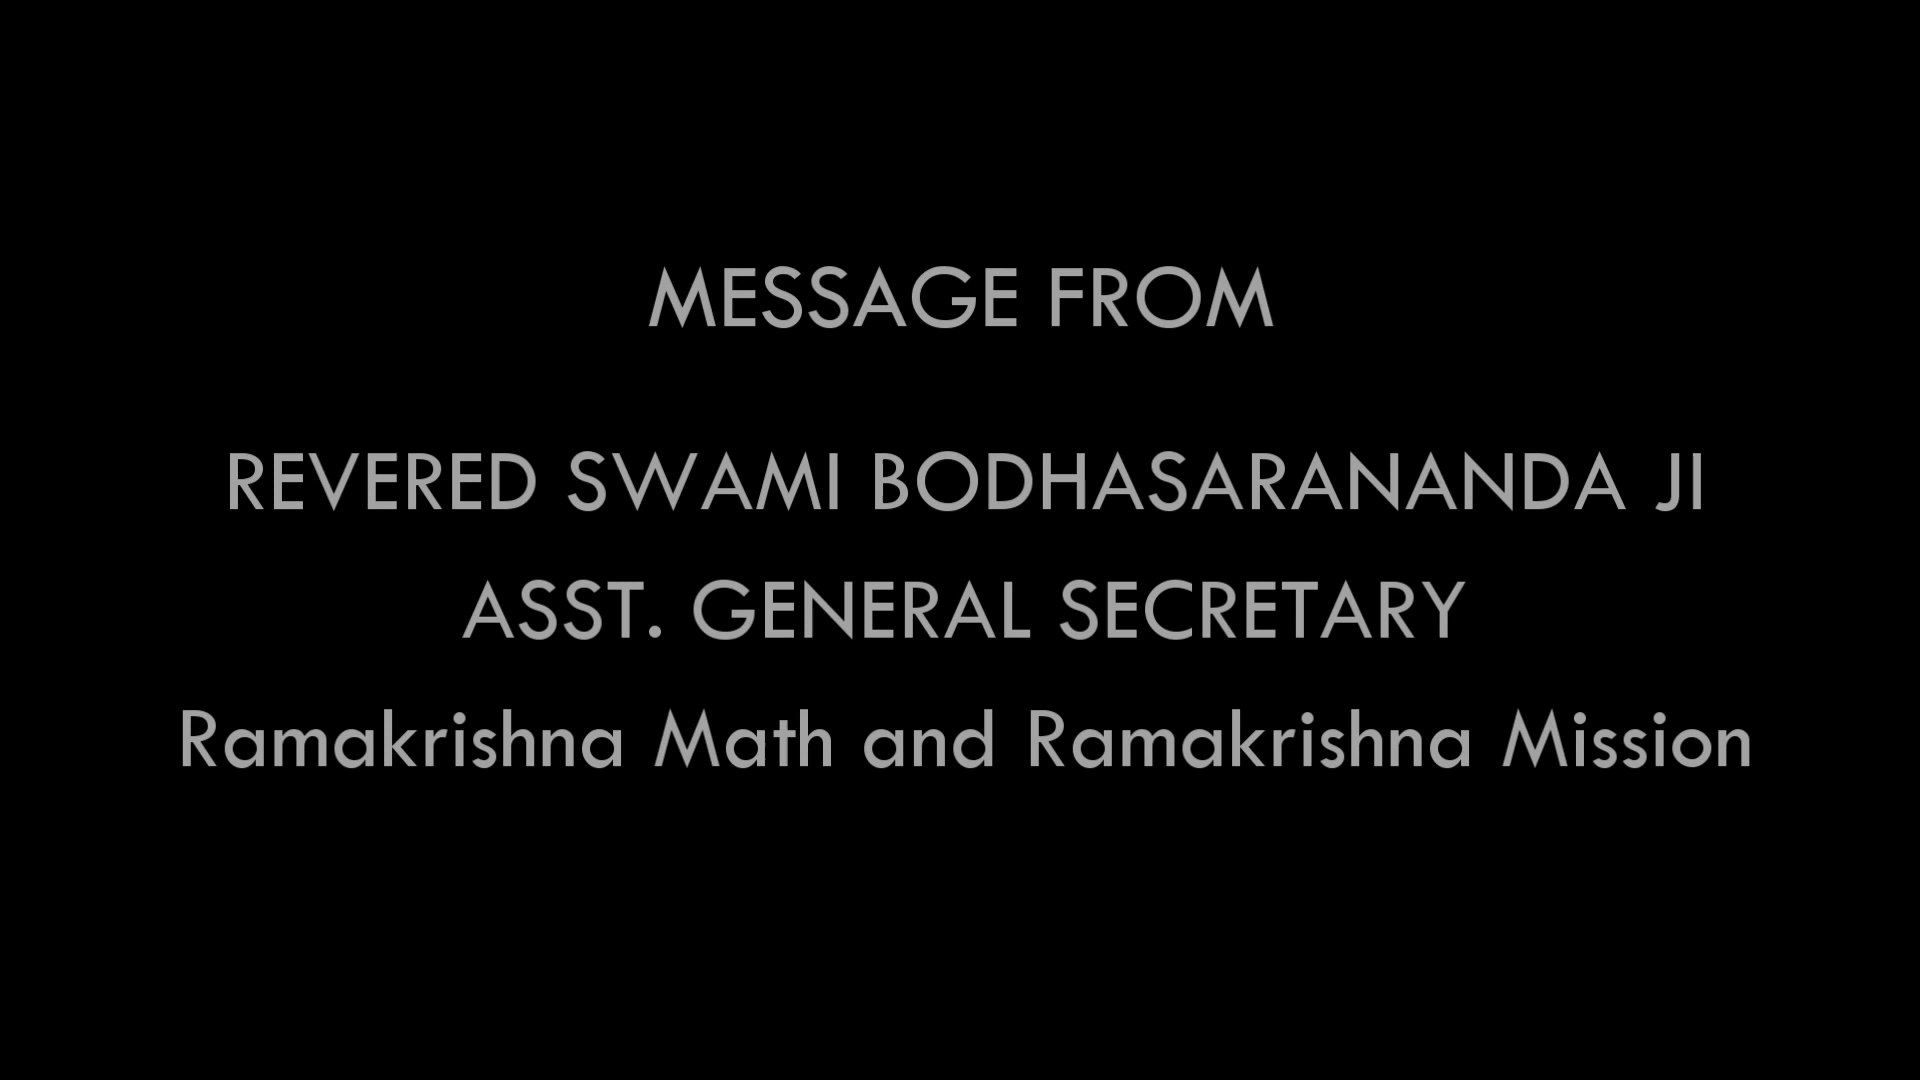 MESSAGE FROM
REVERED SWAMI BODHASARANANDA JI
ASST. GENERAL SECRETARY
Ramakrishna Math and Ramakrishna Mission